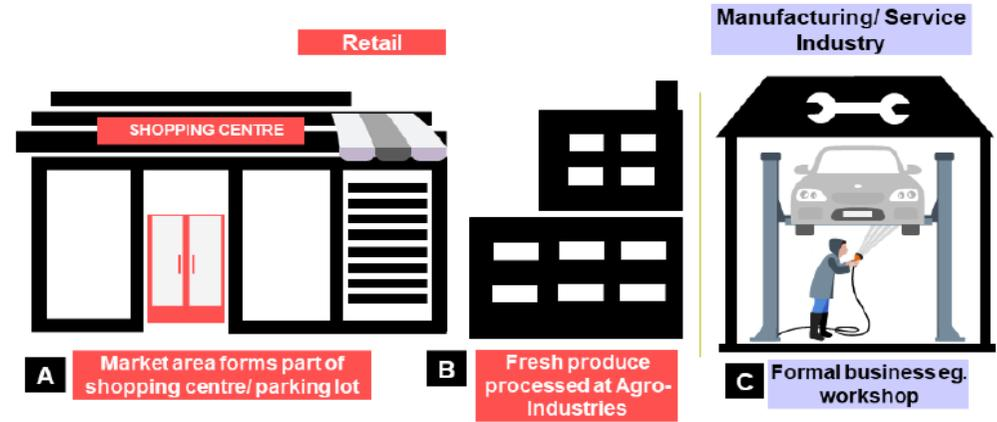 Retail
Manufacturing/ Service
Industry
SHOPPING CENTRE
A
Market area forms part of
shopping centre/ parking lot
B
Fresh produce
processed at Agro-
Industries
C
Formal business eg.
workshop